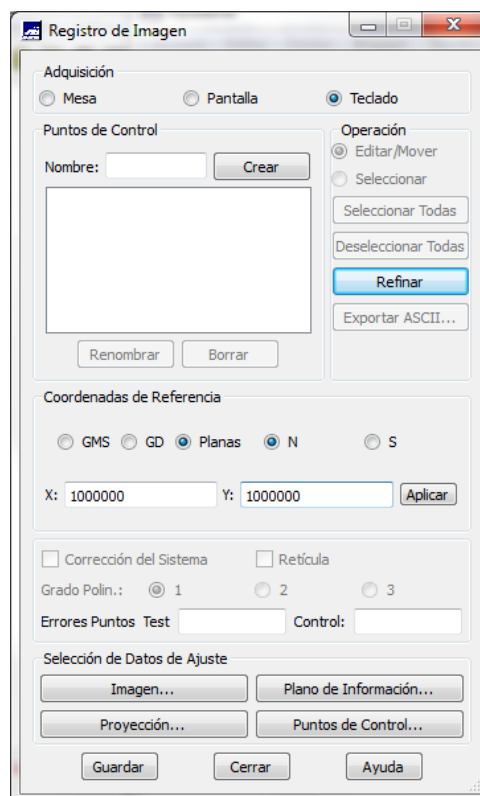 Registro de Imagen
Adquisición
Mesa Pantalla Teclado
Puntos de Control
Nombre: Crear
Renombrar Borrar
Operación
Editar/Mover
Seleccionar
Seleccionar Todas
Deseleccionar Todas
Refinar
Exportar ASCII...
Coordenadas de Referencia
GMS GD Planas N S
X: 1000000 Y: 1000000 Aplicar
Corrección del Sistema Retícula
Grado Polin.: 1 2 3
Errores Puntos Test Control:
Selección de Datos de Ajuste
Imagen... Plano de Información...
Proyección... Puntos de Control...
Guardar Cerrar Ayuda